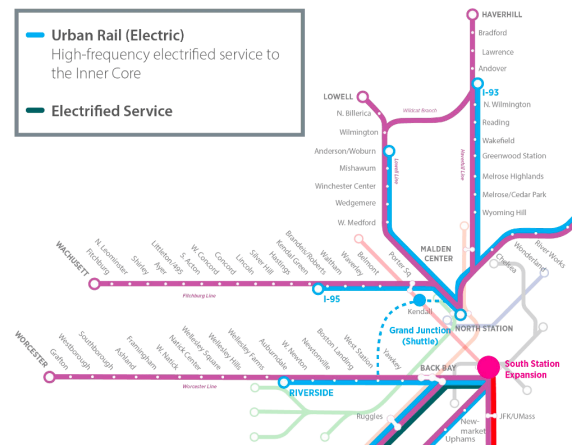 Urban Rail (Electric)
High-frequency electrified service to
the Inner Core
Electrified Service
HAVERHILL
Bradford
Lawrence
Andover
I-93
N. Wilmington
Reading
Wakefield
Greenwood Station
Melrose Highlands
Melrose/Cedar Park
Wyoming Hill
Haverhill Line
LOWELL
N. Billerica
Wildcat Branch
Wilmington
Anderson/Woburn
Mishawum
Winchester Center
Wedgemere
W. Medford
Lowell Line
MALDEN
CENTER
Chelsea
Wonderland
River Works
WACHUSETT
Fitchburg
N. Leominster
Shirley
Ayer
Littleton/495
S. Acton
W. Concord
Concord
Lincoln
Silver Hill
Hastings
Kendal Green
Brandeis/Roberts
Waltham
Waverley
Belmont
Porter Sq
Fitchburg Line
I-95
Kendall
Grand Junction
(Shuttle)
NORTH STATION
WORCESTER
Grafton
Westborough
Southborough
Ashland
Framingham
W. Natick
Natick Center
Wellesley Square
Wellesley Hills
Wellesley Farms
Auburndale
W. Newton
Newtonville
Boston Landing
West Station
Yawkey
BACK BAY
Worcester Line
RIVERSIDE
South Station
Expansion
Ruggles
New-
market
Uphams
JFK/UMass